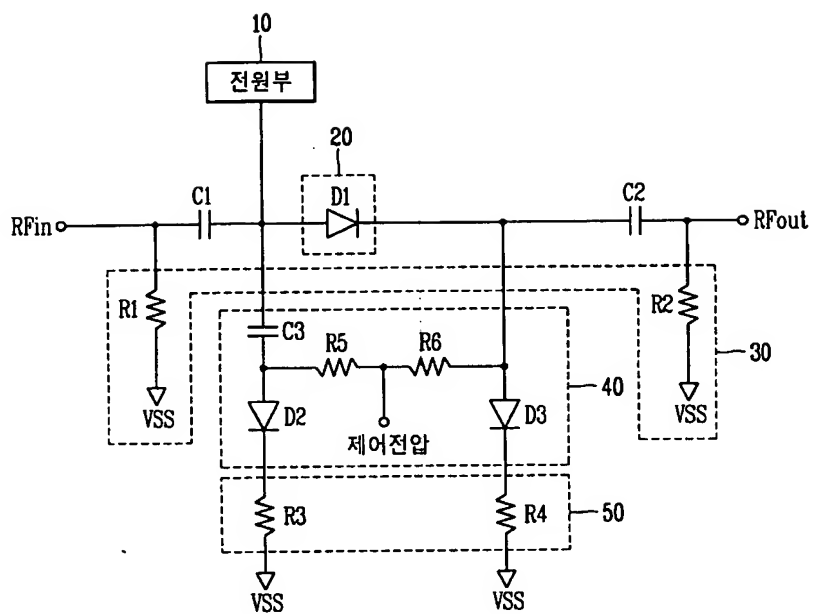 10
전원부
20
D1
C1
C2
RFin
RFout
R1
R2
C3
R5
R6
30
40
VSS
VSS
D2
D3
제어전압
R3
R4
50
VSS
VSS